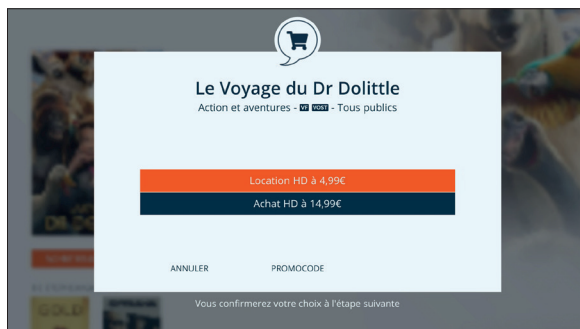 Le Voyage du Dr Dolittle
Action et aventures - VF VOST - Tous publics
Location HD à 4,99€
Achat HD à 14,99€
ANNULER PROMOCODE
Vous confirmerez votre choix à l'étape suivante
GOLD